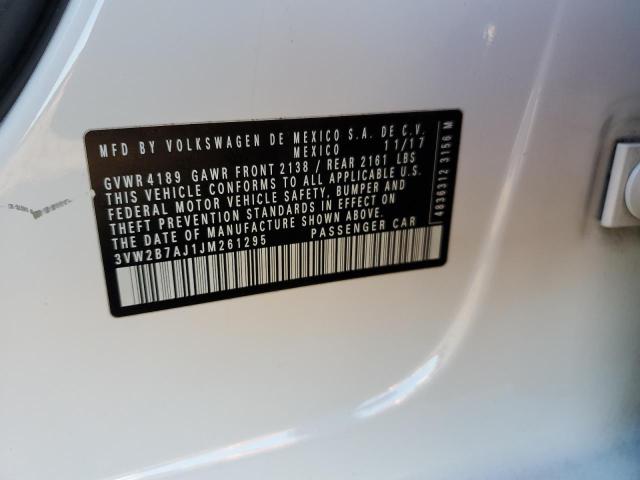 MFD BY VOLKSWAGEN DE MEXICO S.A. DE C.V.
MEXICO 11/17
GVWR 4189 GAWR FRONT 2138 / REAR 2161 LBS
THIS VEHICLE CONFORMS TO ALL APPLICABLE U.S.
FEDERAL MOTOR VEHICLE SAFETY, BUMPER AND
THEFT PREVENTION STANDARDS IN EFFECT ON
THE DATE OF MANUFACTURE SHOWN ABOVE.
3VW2B7AJ1JM261295 PASSENGER CAR
4836312 3156 M